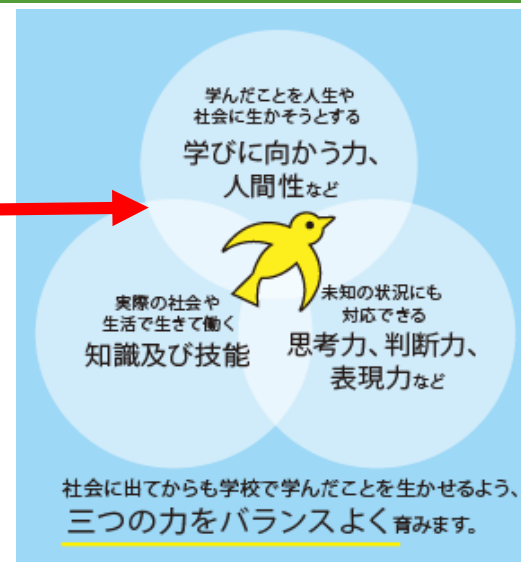 学んだことを人生や
社会に生かそうとする
学びに向かう力、
人間性など
実際の社会や
生活で生きて働く
知識及び技能
未知の状況にも
対応できる
思考力、判断力、
表現力など
社会に出てからも学校で学んだことを生かせるよう、
三つの力をバランスよく育みます。